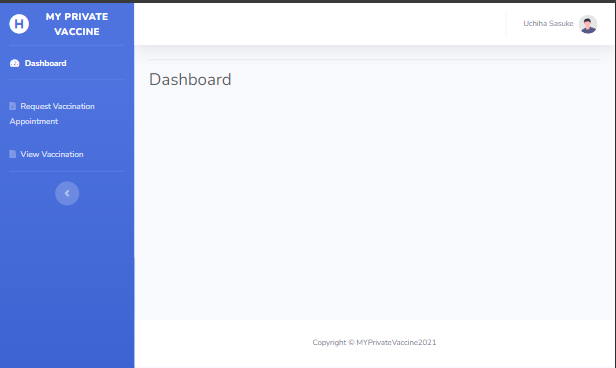 H
MY PRIVATE
VACCINE
Dashboard
Request Vaccination
Appointment
View Vaccination
Uchiha Sasuke
Dashboard
Copyright © MYPrivateVaccine2021